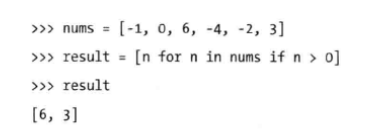 >>> nums = [-1, 0, 6, -4, -2, 3]
>>> result = [n for n in nums if n > 0]
>>> result
[6, 3]